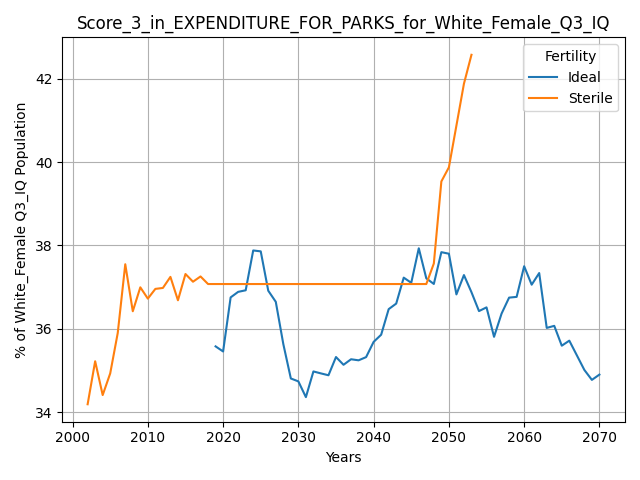 Score_3_in_EXPENDITURE_FOR_PARKS_for_White_Female_Q3_IQ
Fertility
Ideal
Sterile
% of White_Female Q3_IQ Population
42
40
38
36
34
2000 2010 2020 2030 2040 2050 2060 2070
Years